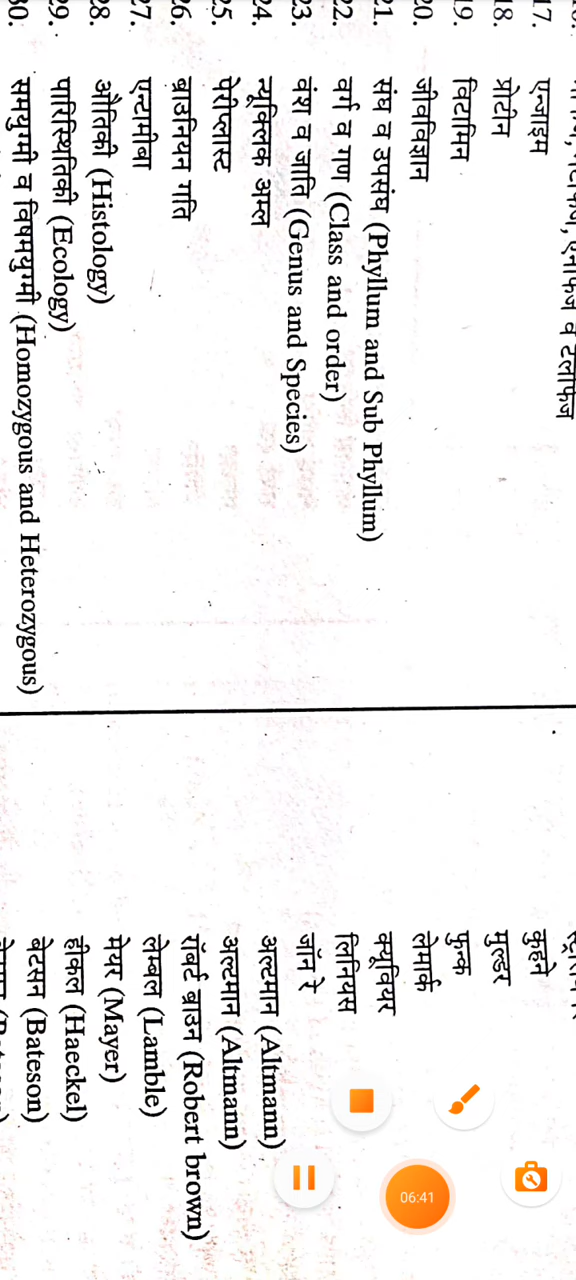 व टेलोफेज
17. एन्जाइम कुहने
18. प्रोटीन मुल्डर
19. विटामिन फुन्क
20. जीवविज्ञान लेमार्क
21. संघ व उपसंघ (Phyllum and Sub Phyllum) क्यूवियर
22. वर्ग व गण (Class and order) लिनियस
23. वंश व जाति (Genus and Species) जॉन रे
24. न्यूक्लिक अम्ल अल्टमान (Altmann)
25. पेरीप्लास्ट अल्टमान (Altmann)
26. ब्राउनियन गति रॉबर्ट ब्राउन (Robert brown)
27. एन्टामीबा लेम्बल (Lamble)
28. औतिकी (Histology) मेयर (Mayer)
29. पारिस्थितिकी (Ecology) हीकल (Haeckel)
30. समयुग्मी व विषमयुग्मी (Homozygous and Heterozygous) बेटसन (Bateson)
06:41